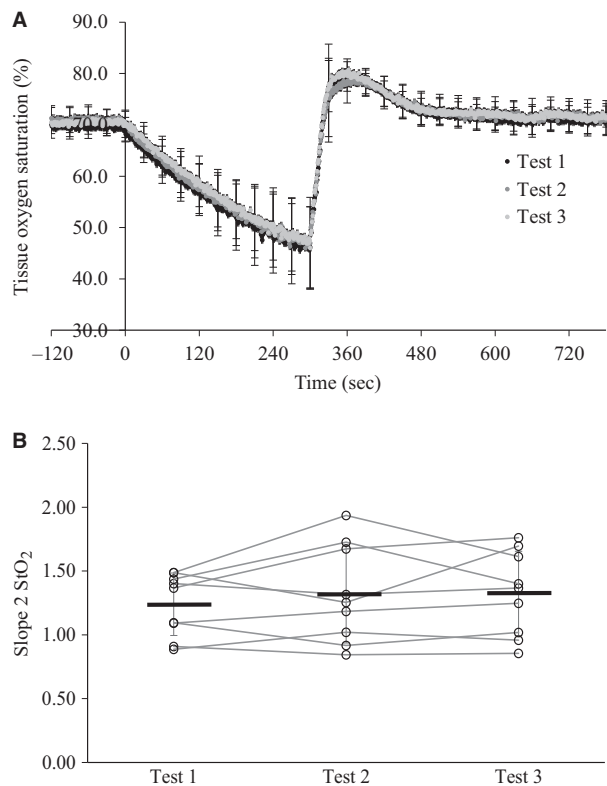 A
Tissue oxygen saturation (%)
90.0
80.0
70.0
60.0
50.0
40.0
30.0
Test 1
Test 2
Test 3
–120 0 120 240 360 480 600 720
Time (sec)
B
Slope 2 StO2
2.50
2.00
1.50
1.00
0.50
0.00
Test 1 Test 2 Test 3